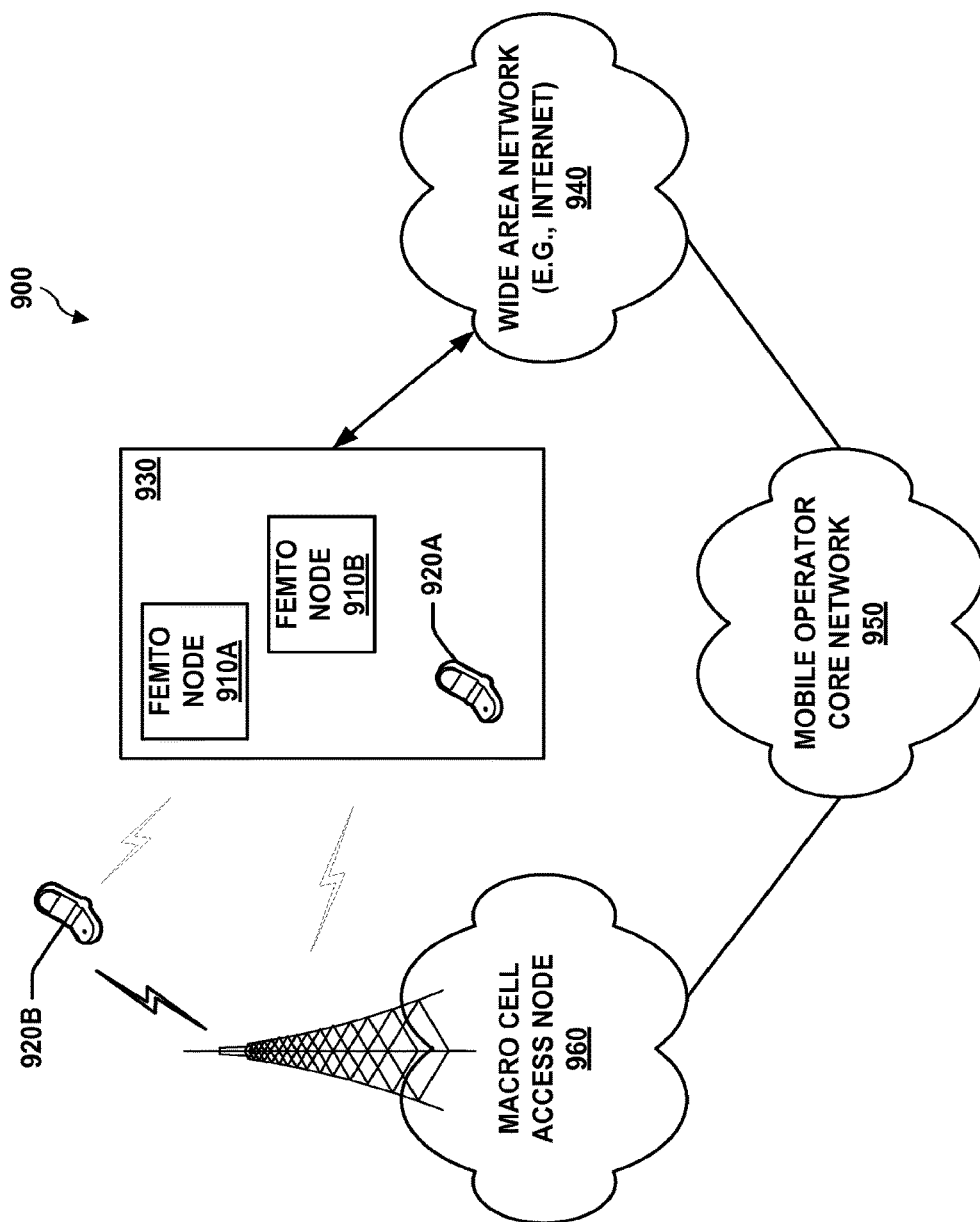 900
920B
930
FEMTO
NODE
910A
FEMTO
NODE
910B
920A
MACRO CELL
ACCESS NODE
960
WIDE AREA NETWORK
(E.G., INTERNET)
940
MOBILE OPERATOR
CORE NETWORK
950